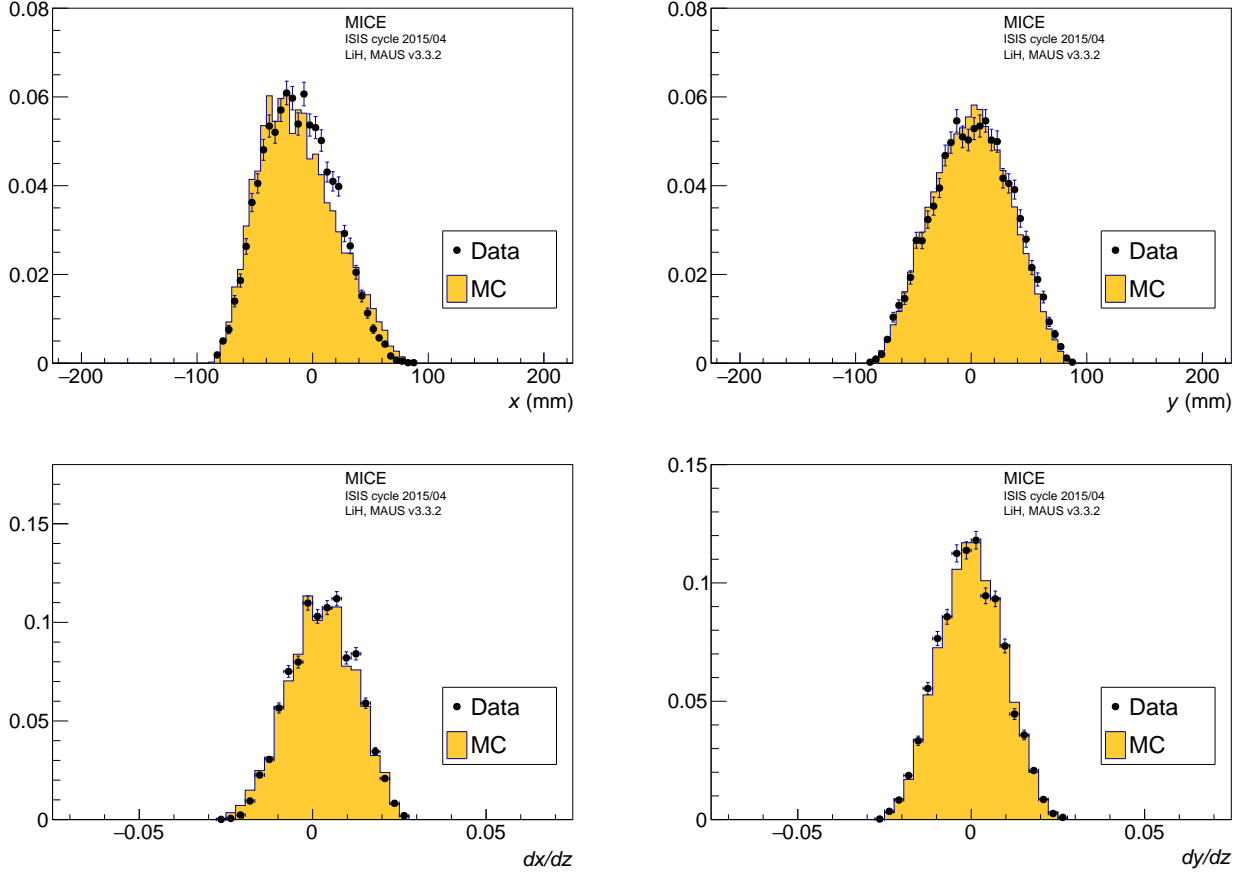 0.08
0.06
0.04
0.02
0
MICE
ISIS cycle 2015/04
LiH, MAUS v3.3.2
Data
MC
−200 −100 0 100 200
x (mm)
0.08
0.06
0.04
0.02
0
MICE
ISIS cycle 2015/04
LiH, MAUS v3.3.2
Data
MC
−200 −100 0 100 200
y (mm)
0.15
0.1
0.05
0
MICE
ISIS cycle 2015/04
LiH, MAUS v3.3.2
Data
MC
−0.05 0 0.05
dx/dz
0.15
0.1
0.05
0
MICE
ISIS cycle 2015/04
LiH, MAUS v3.3.2
Data
MC
−0.05 0 0.05
dy/dz